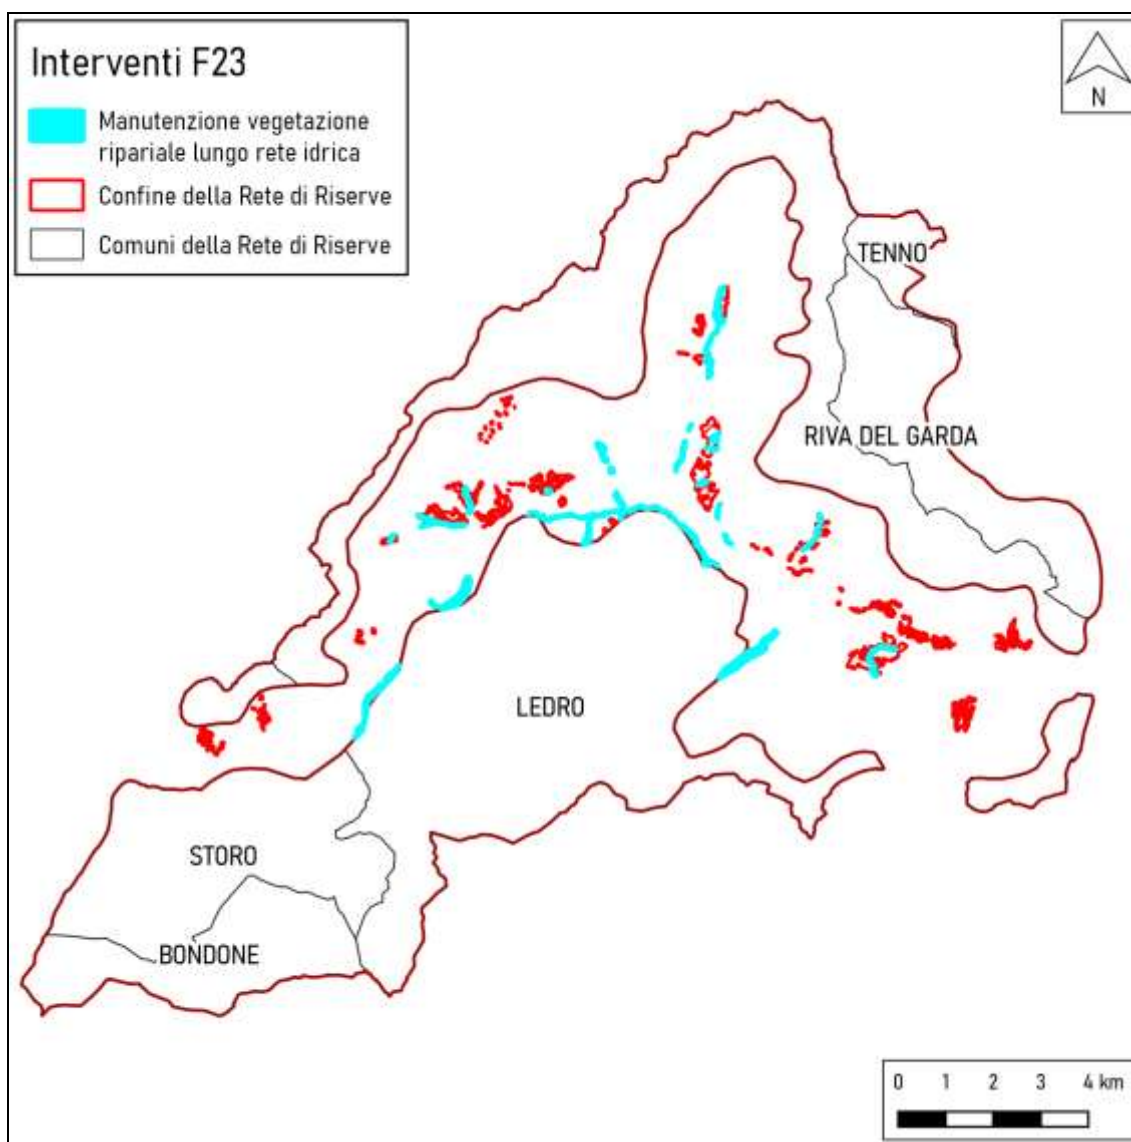 Interventi F23
Manutenzione vegetazione
ripariale lungo rete idrica
Confine della Rete di Riserve
Comuni della Rete di Riserve
N
TENNO
RIVA DEL GARDA
LEDRO
STORO
BONDONE
0 1 2 3 4 km